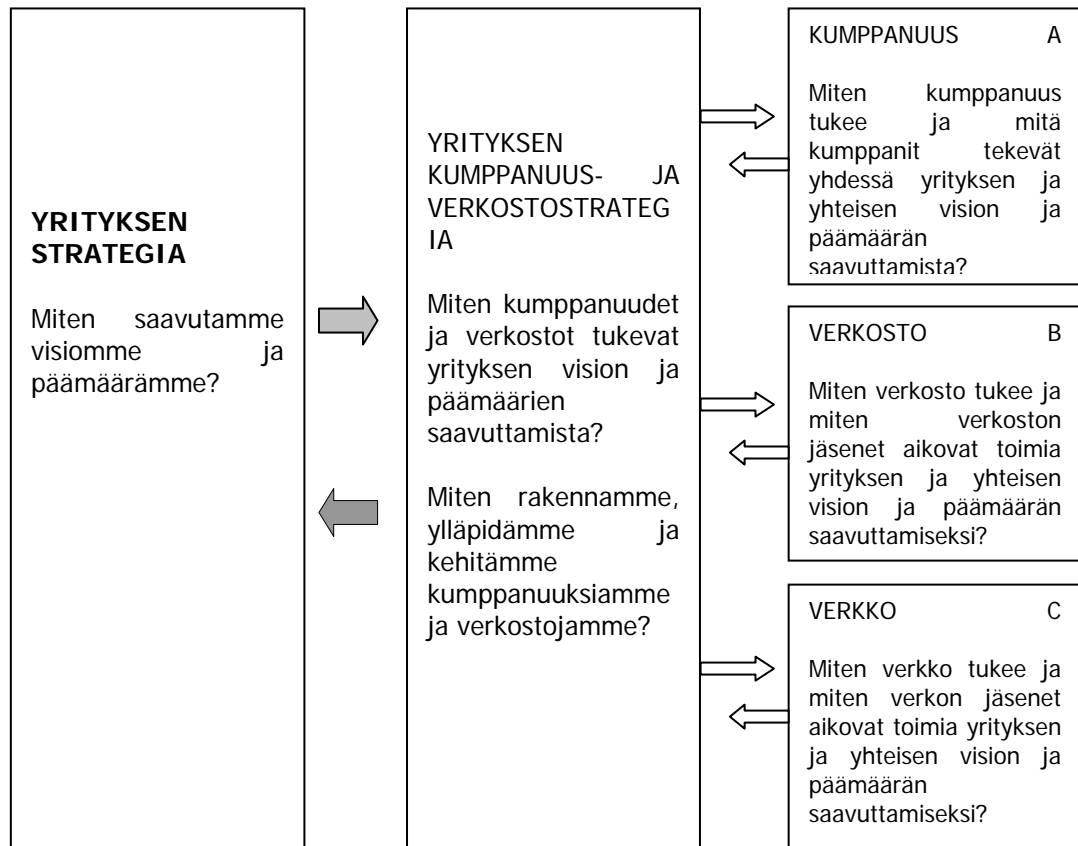 YRITYKSEN
STRATEGIA
Miten saavutamme
visiomme ja
päämäärämme?
YRITYKSEN
KUMPPANUUS- JA
VERKOSTOSTRATEG
IA
Miten kumppanuudet
ja verkostot tukevat
yrityksen vision ja
päämäärien
saavuttamista?
Miten rakennamme,
ylläpidämme ja
kehitämme
kumppanuuksiamme
ja verkostojamme?
KUMPPANUUS A
Miten kumppanuus
tukee ja mitä
kumppanit tekevät
yhdessä yrityksen ja
yhteisen vision ja
päämäärän
saavuttamista?
VERKOSTO B
Miten verkosto tukee ja
miten verkoston
jäsenet aikovat toimia
yrityksen ja yhteisen
vision ja päämäärän
saavuttamiseksi?
VERKKO C
Miten verkko tukee ja
miten verkon jäsenet
aikovat toimia yrityksen
ja yhteisen vision ja
päämäärän
saavuttamiseksi?